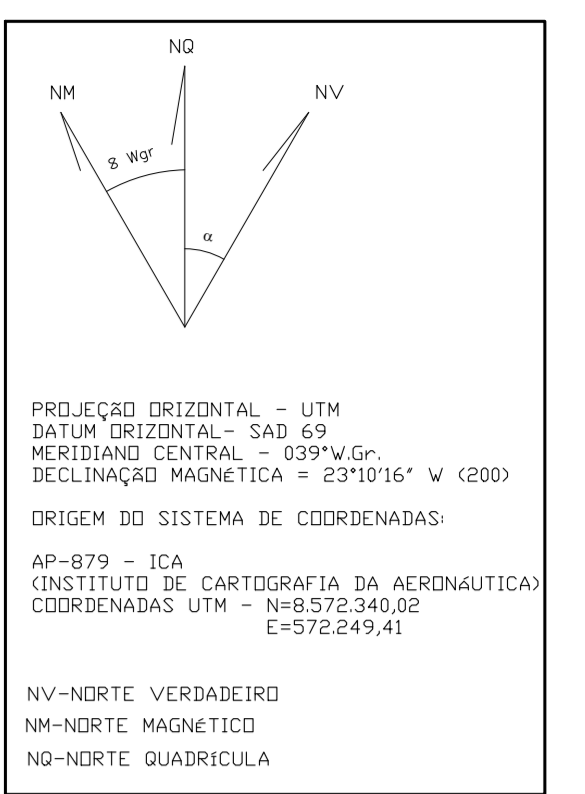 NQ
NM
NV
8 Wgr
α
PROJEÇÃO ORIZONTAL - UTM
DATUM ORIZONTAL- SAD 69
MERIDIANO CENTRAL - 039°W.Gr.
DECLINAÇÃO MAGNÉTICA = 23°10'16" W (200)
ORIGEM DO SISTEMA DE COORDENADAS:
AP-879 - ICA
(INSTITUTO DE CARTOGRAFIA DA AERONÁUTICA)
COORDENADAS UTM - N=8.572.340,02
E=572.249,41
NV-NORTE VERDADEIRO
NM-NORTE MAGNÉTICO
NQ-NORTE QUADRÍCULA